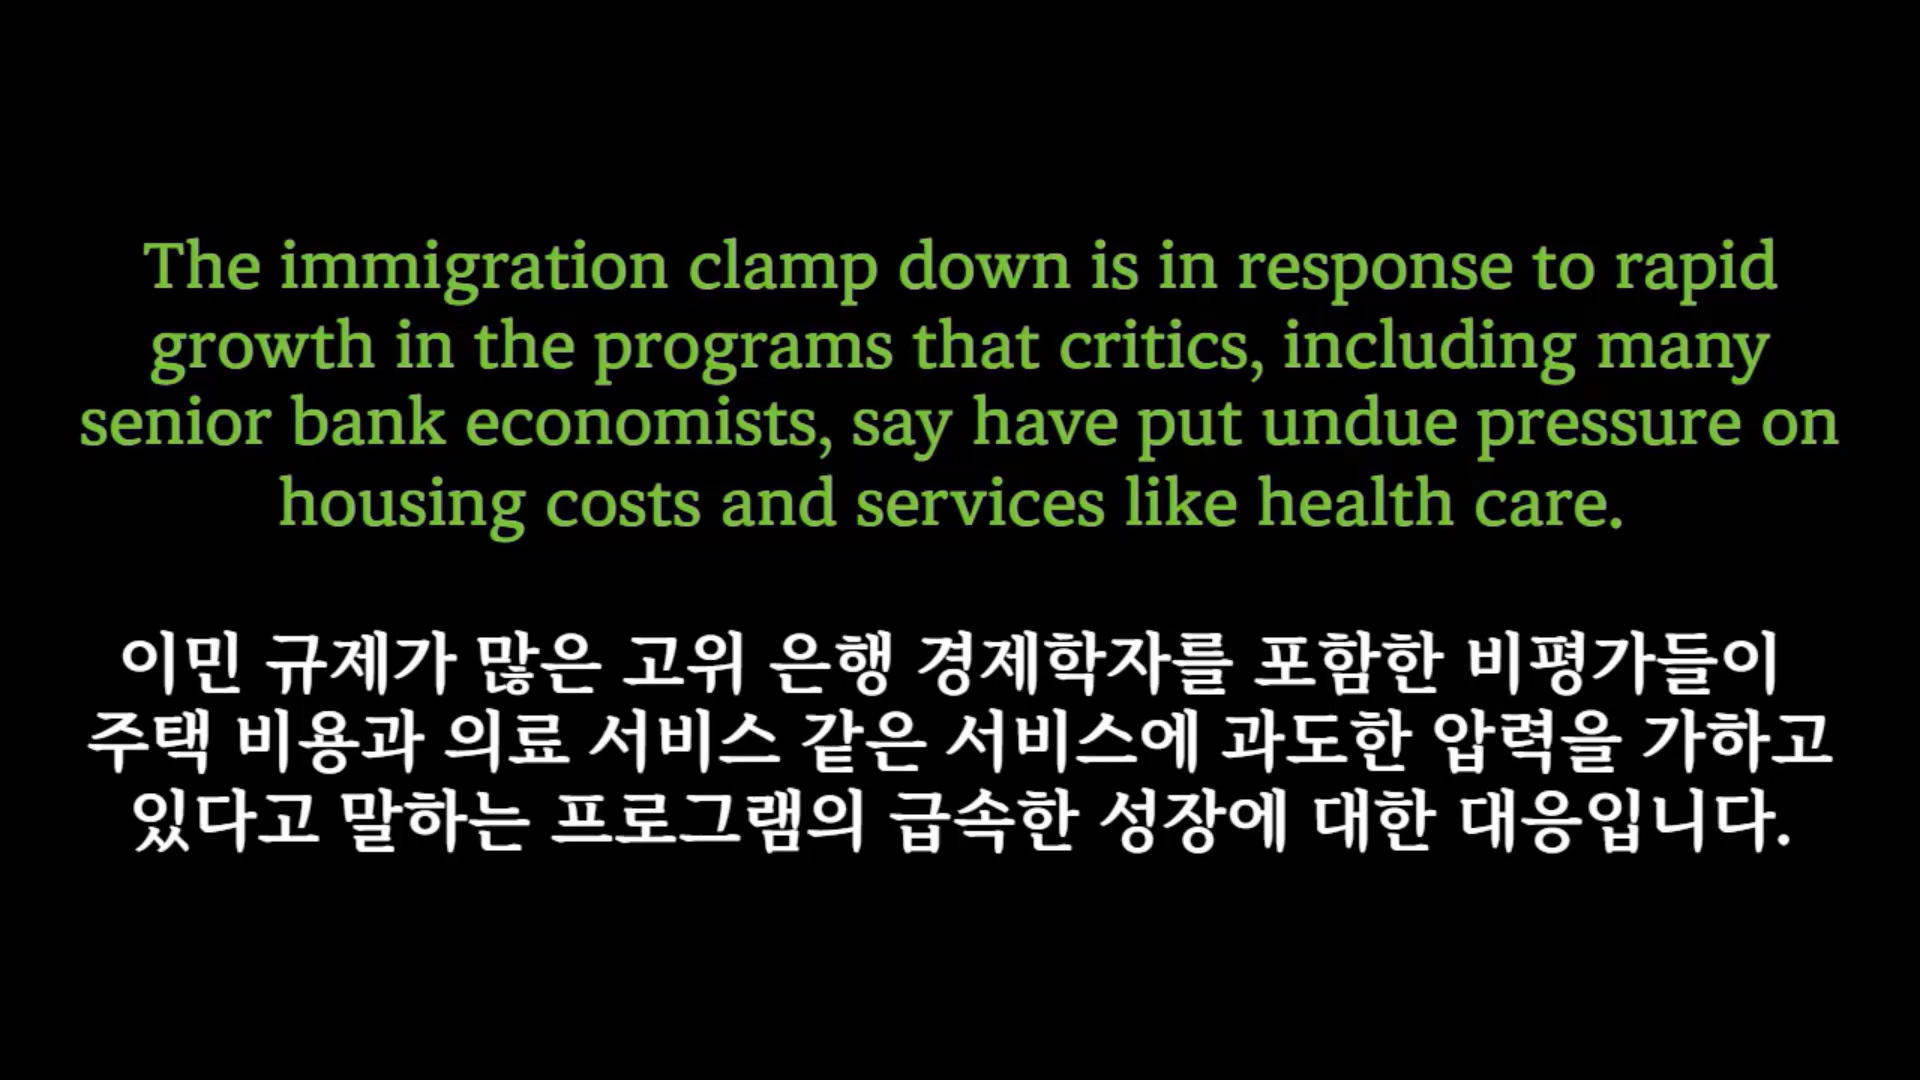 The immigration clamp down is in response to rapid
growth in the programs that critics, including many
senior bank economists, say have put undue pressure on
housing costs and services like health care.
이민 규제가 많은 고위 은행 경제학자를 포함한 비평가들이
주택 비용과 의료 서비스 같은 서비스에 과도한 압력을 가하고
있다고 말하는 프로그램의 급속한 성장에 대한 대응입니다.